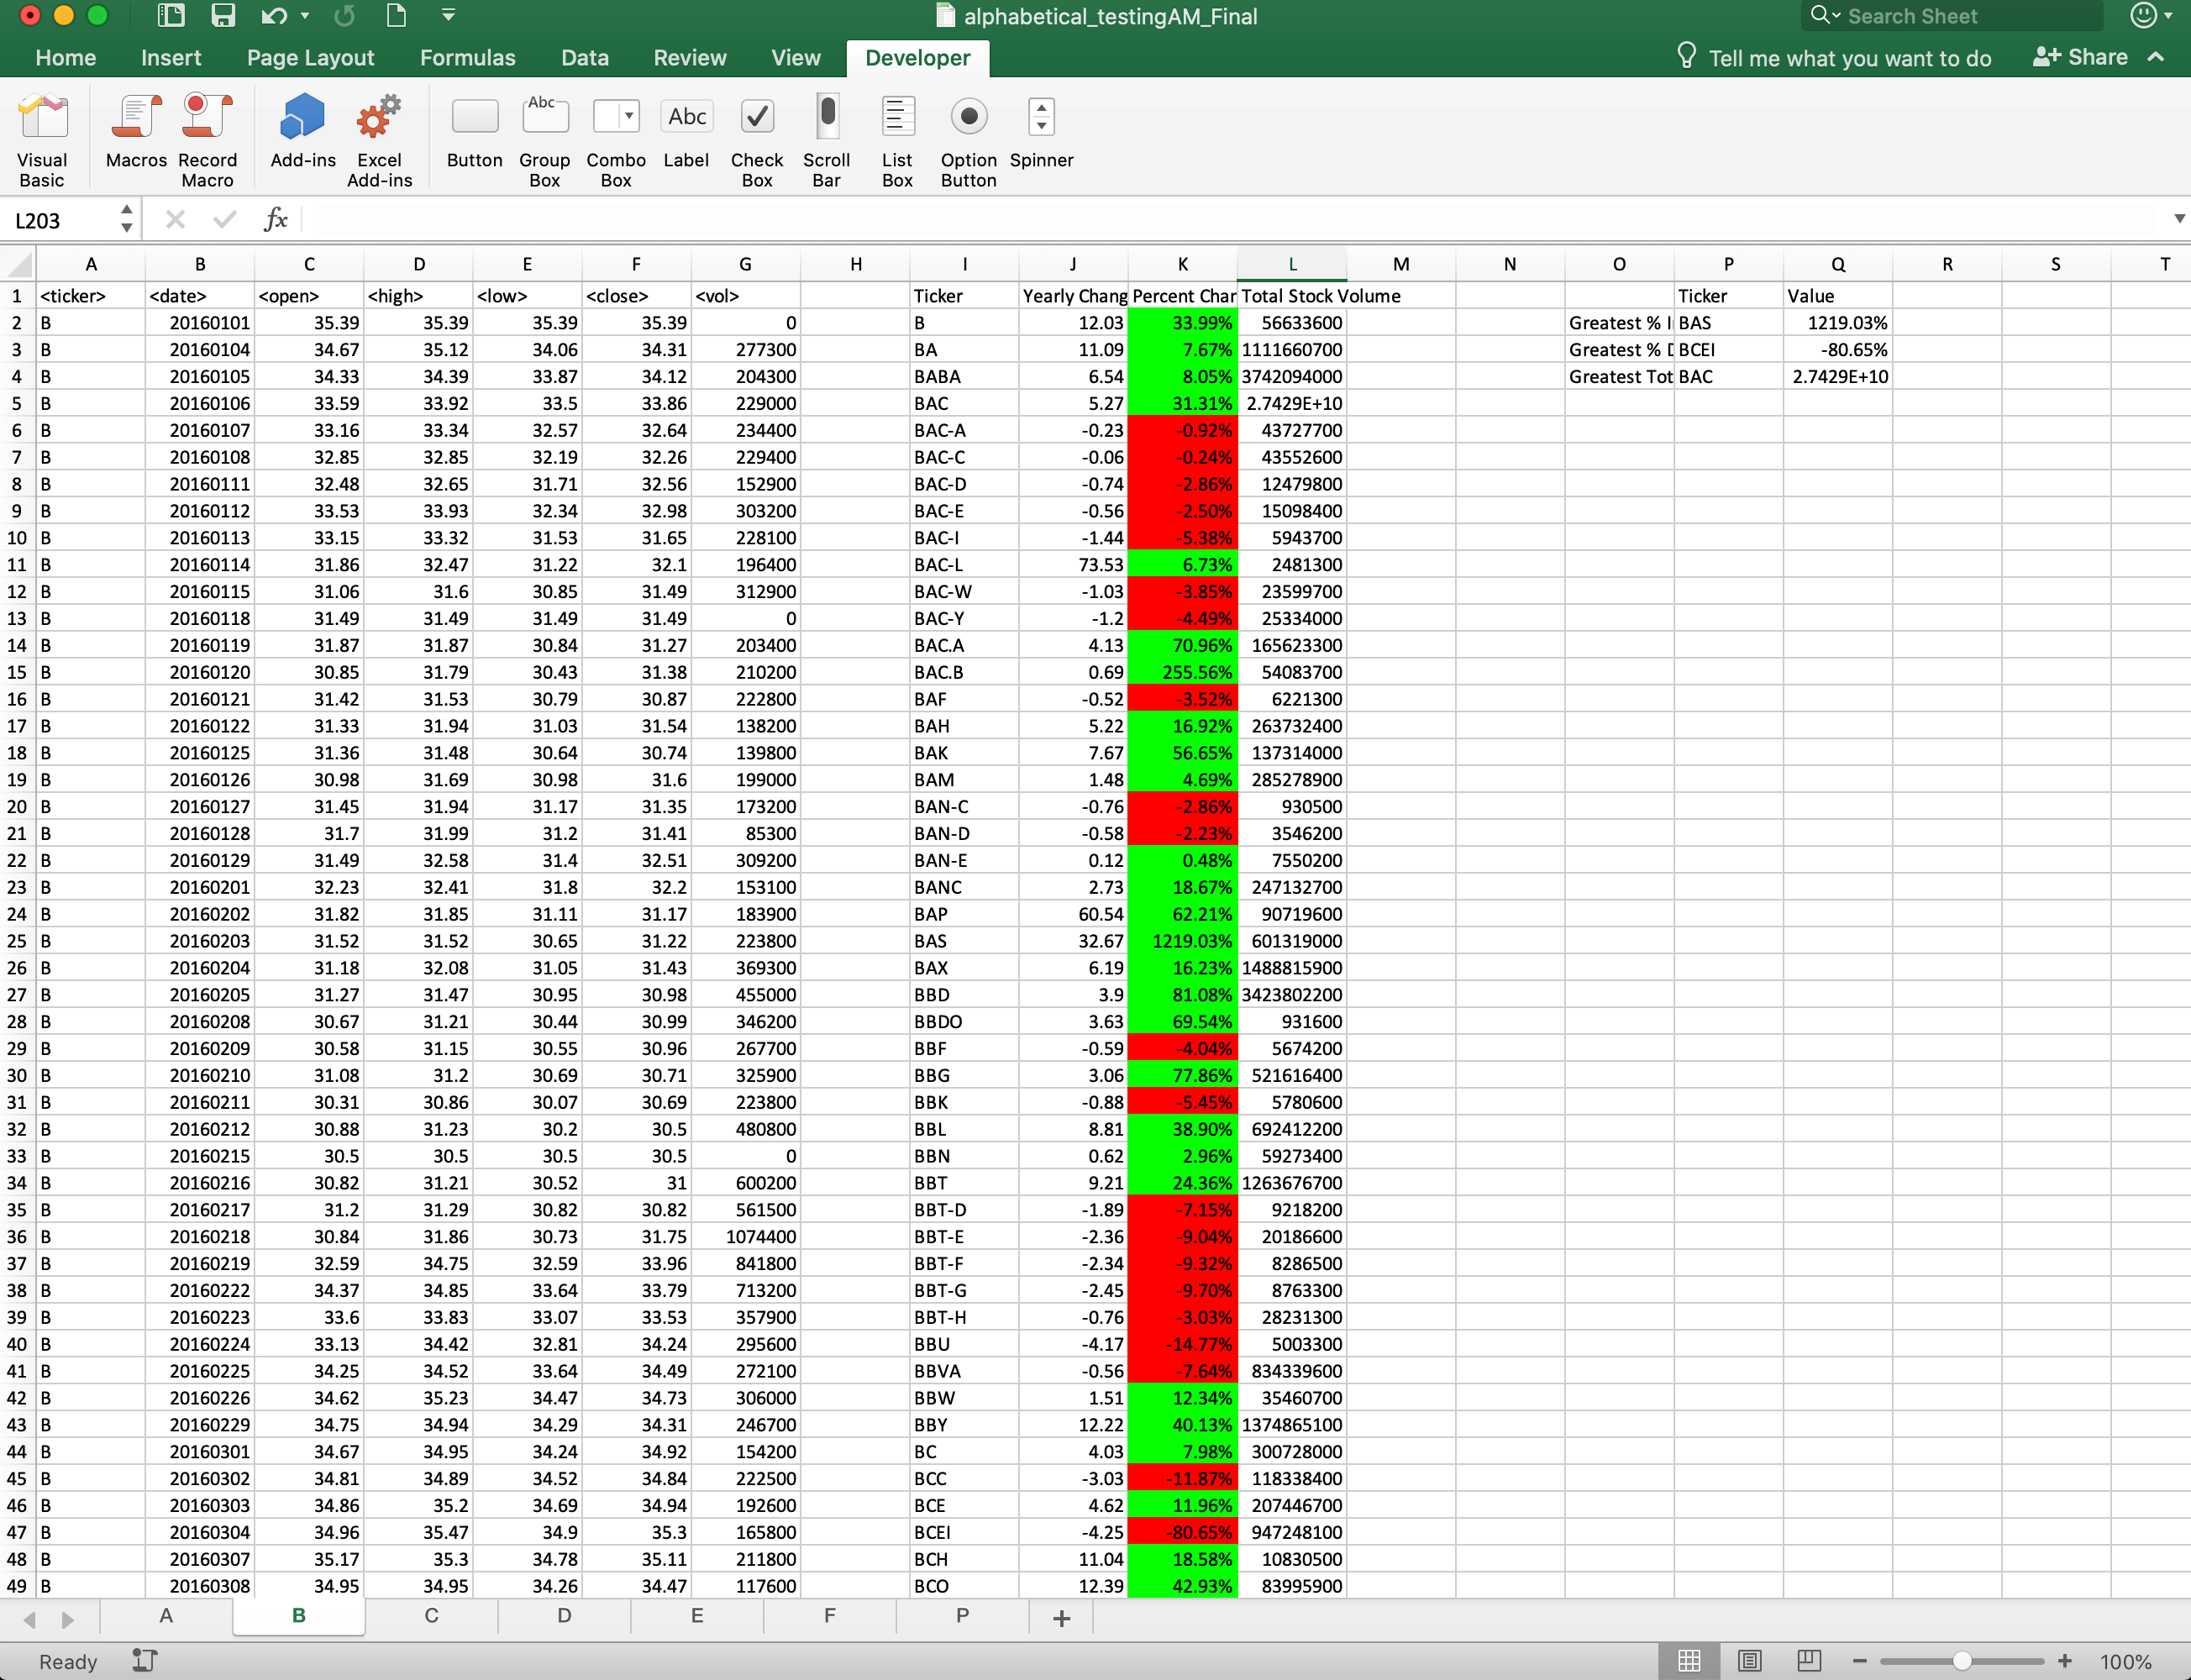 alphabetical_testingAM_Final
Search Sheet
Home Insert Page Layout Formulas Data Review View Developer Tell me what you want to do Share
Visual Basic Macros Record Macro Add-ins Excel Add-ins Button Group Box Combo Box Label Check Box Scroll Bar List Box Option Button Spinner
Abc Abc
L203 fx
A B C D E F G H I J K L M N O P Q R S T
1 <ticker> <date> <open> <high> <low> <close> <vol> Ticker Yearly Chang Percent Char Total Stock Volume Ticker Value
2 B 20160101 35.39 35.39 35.39 35.39 0 B 12.03 33.99% 56633600 Greatest % I BAS 1219.03%
3 B 20160104 34.67 35.12 34.06 34.31 277300 BA 11.09 7.67% 1111660700 Greatest % D BCEI -80.65%
4 B 20160105 34.33 34.39 33.87 34.12 204300 BABA 6.54 8.05% 3742094000 Greatest Tot BAC 2.7429E+10
5 B 20160106 33.59 33.92 33.5 33.86 229000 BAC 5.27 31.31% 2.7429E+10
6 B 20160107 33.16 33.34 32.57 32.64 234400 BAC-A -0.23 -0.92% 43727700
7 B 20160108 32.85 32.85 32.19 32.26 229400 BAC-C -0.06 -0.24% 43552600
8 B 20160111 32.48 32.65 31.71 32.56 152900 BAC-D -0.74 -2.86% 12479800
9 B 20160112 33.53 33.93 32.34 32.98 303200 BAC-E -0.56 -2.50% 15098400
10 B 20160113 33.15 33.32 31.53 31.65 228100 BAC-I -1.44 -5.38% 5943700
11 B 20160114 31.86 32.47 31.22 32.1 196400 BAC-L 73.53 6.73% 2481300
12 B 20160115 31.06 31.6 30.85 31.49 312900 BAC-W -1.03 -3.85% 23599700
13 B 20160118 31.49 31.49 31.49 31.49 0 BAC-Y -1.2 -4.49% 25334000
14 B 20160119 31.87 31.87 30.84 31.27 203400 BAC.A 4.13 70.96% 165623300
15 B 20160120 30.85 31.79 30.43 31.38 210200 BAC.B 0.69 255.56% 54083700
16 B 20160121 31.42 31.53 30.79 30.87 222800 BAF -0.52 -3.52% 6221300
17 B 20160122 31.33 31.94 31.03 31.54 138200 BAH 5.22 16.92% 263732400
18 B 20160125 31.36 31.48 30.64 30.74 139800 BAK 7.67 56.65% 137314000
19 B 20160126 30.98 31.69 30.98 31.6 199000 BAM 1.48 4.69% 285278900
20 B 20160127 31.45 31.94 31.17 31.35 173200 BAN-C -0.76 -2.86% 930500
21 B 20160128 31.7 31.99 31.2 31.41 85300 BAN-D -0.58 -2.23% 3546200
22 B 20160129 31.49 32.58 31.4 32.51 309200 BAN-E 0.12 0.48% 7550200
23 B 20160201 32.23 32.41 31.8 32.2 153100 BANC 2.73 18.67% 247132700
24 B 20160202 31.82 31.85 31.11 31.17 183900 BAP 60.54 62.21% 90719600
25 B 20160203 31.52 31.52 30.65 31.22 223800 BAS 32.67 1219.03% 601319000
26 B 20160204 31.18 32.08 31.05 31.43 369300 BAX 6.19 16.23% 1488815900
27 B 20160205 31.27 31.47 30.95 30.98 455000 BBD 3.9 81.08% 3423802200
28 B 20160208 30.67 31.21 30.44 30.99 346200 BBDO 3.63 69.54% 931600
29 B 20160209 30.58 31.15 30.55 30.96 267700 BBF -0.59 -4.04% 5674200
30 B 20160210 31.08 31.2 30.69 30.71 325900 BBG 3.06 77.86% 521616400
31 B 20160211 30.31 30.86 30.07 30.69 223800 BBK -0.88 -5.45% 5780600
32 B 20160212 30.88 31.23 30.2 30.5 480800 BBL 8.81 38.90% 692412200
33 B 20160215 30.5 30.5 30.5 30.5 0 BBN 0.62 2.96% 59273400
34 B 20160216 30.82 31.21 30.52 31 600200 BBT 9.21 24.36% 1263676700
35 B 20160217 31.2 31.29 30.82 30.82 561500 BBT-D -1.89 -7.15% 9218200
36 B 20160218 30.84 31.86 30.73 31.75 1074400 BBT-E -2.36 -9.04% 20186600
37 B 20160219 32.59 34.75 32.59 33.96 841800 BBT-F -2.34 -9.32% 8286500
38 B 20160222 34.37 34.85 33.64 33.79 713200 BBT-G -2.45 -9.70% 8763300
39 B 20160223 33.6 33.83 33.07 33.53 357900 BBT-H -0.76 -3.03% 28231300
40 B 20160224 33.13 34.42 32.81 34.24 295600 BBU -4.17 -14.77% 5003300
41 B 20160225 34.25 34.52 33.64 34.49 272100 BBVA -0.56 -7.64% 834339600
42 B 20160226 34.62 35.23 34.47 34.73 306000 BBW 1.51 12.34% 35460700
43 B 20160229 34.75 34.94 34.29 34.31 246700 BBY 12.22 40.13% 1374865100
44 B 20160301 34.67 34.95 34.24 34.92 154200 BC 4.03 7.98% 300728000
45 B 20160302 34.81 34.89 34.52 34.84 222500 BCC -3.03 -11.87% 118338400
46 B 20160303 34.86 35.2 34.69 34.94 192600 BCE 4.62 11.96% 207446700
47 B 20160304 34.96 35.47 34.9 35.3 165800 BCEI -4.25 -80.65% 947248100
48 B 20160307 35.17 35.3 34.78 35.11 211800 BCH 11.04 18.58% 10830500
49 B 20160308 34.95 34.95 34.26 34.47 117600 BCO 12.39 42.93% 83995900
A B C D E F P +
Ready 100%